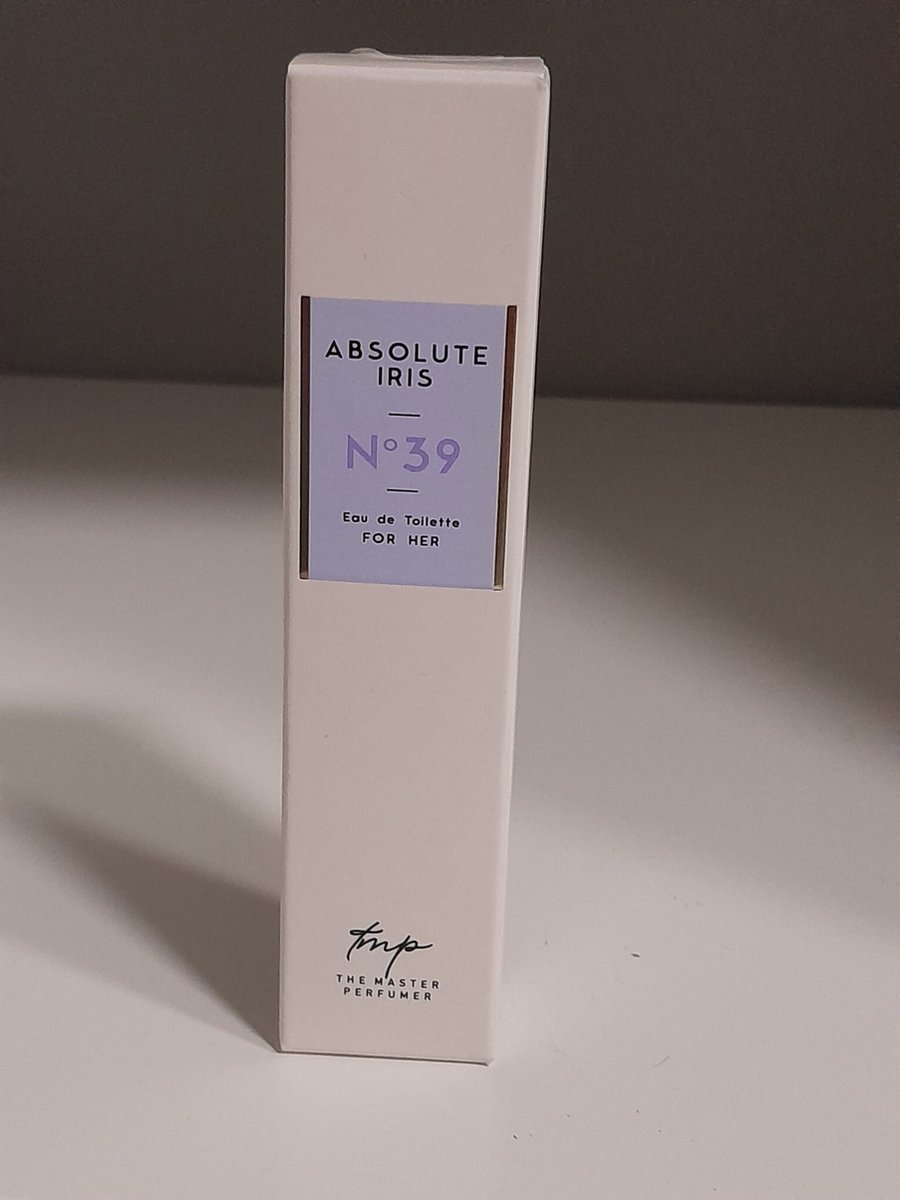 ABSOLUTE
IRIS
N°39
Eau de Toilette
FOR HER
tmp
THE MASTER
PERFUMER